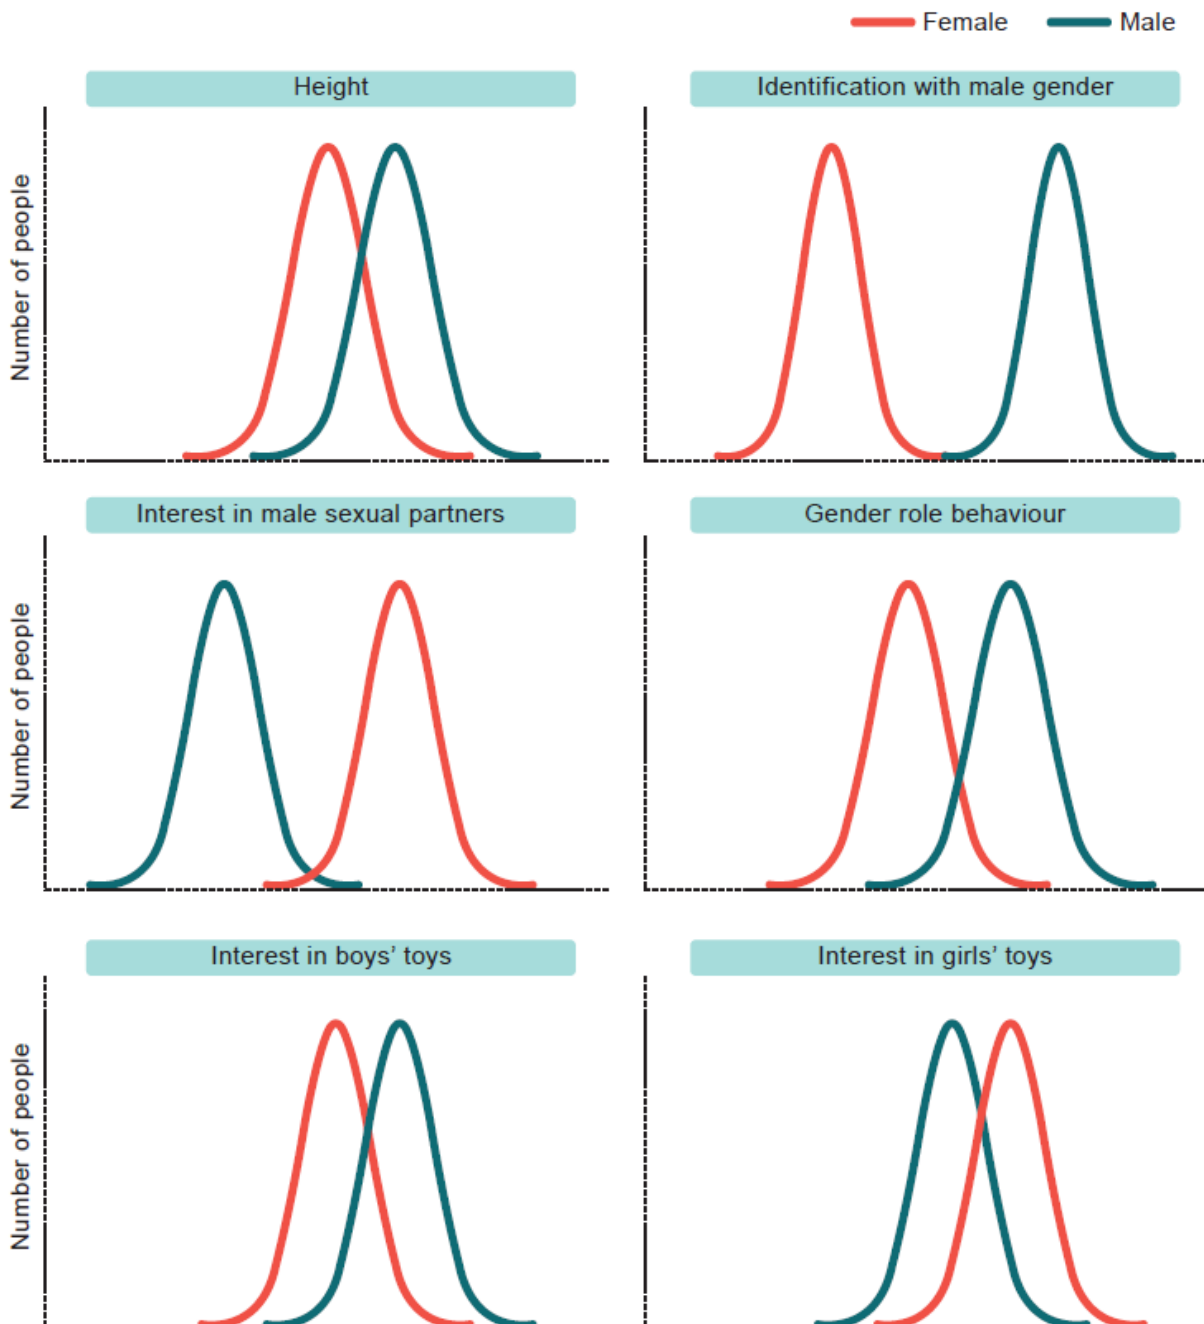 Female Male
Height
Identification with male gender
Number of people
Interest in male sexual partners
Gender role behaviour
Number of people
Interest in boys’ toys
Interest in girls’ toys
Number of people